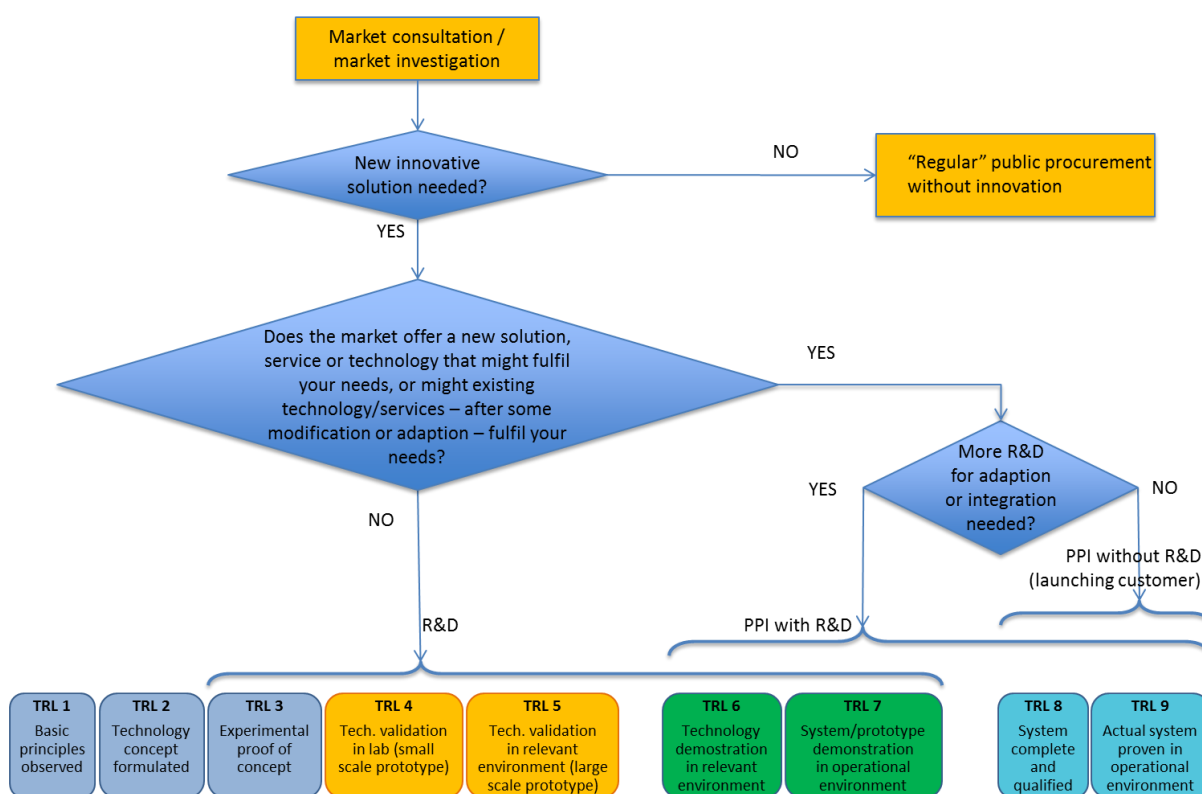 Market consultation /
market investigation
New innovative
solution needed?
NO
“Regular” public procurement
without innovation
YES
Does the market offer a new solution,
service or technology that might fulfil
your needs, or might existing
technology/services – after some
modification or adaption – fulfil your
needs?
YES
More R&D
for adaption
or integration
needed?
YES
NO
NO
PPI without R&D
(launching customer)
R&D
PPI with R&D
TRL 1
Basic
principles
observed
TRL 2
Technology
concept
formulated
TRL 3
Experimental
proof of
concept
TRL 4
Tech. validation
in lab (small
scale prototype)
TRL 5
Tech. validation
in relevant
environment (large
scale prototype)
TRL 6
Technology
demostration
in relevant
environment
TRL 7
System/prototype
demonstration
in operational
environment
TRL 8
System
complete
and
qualified
TRL 9
Actual system
proven in
operational
environment